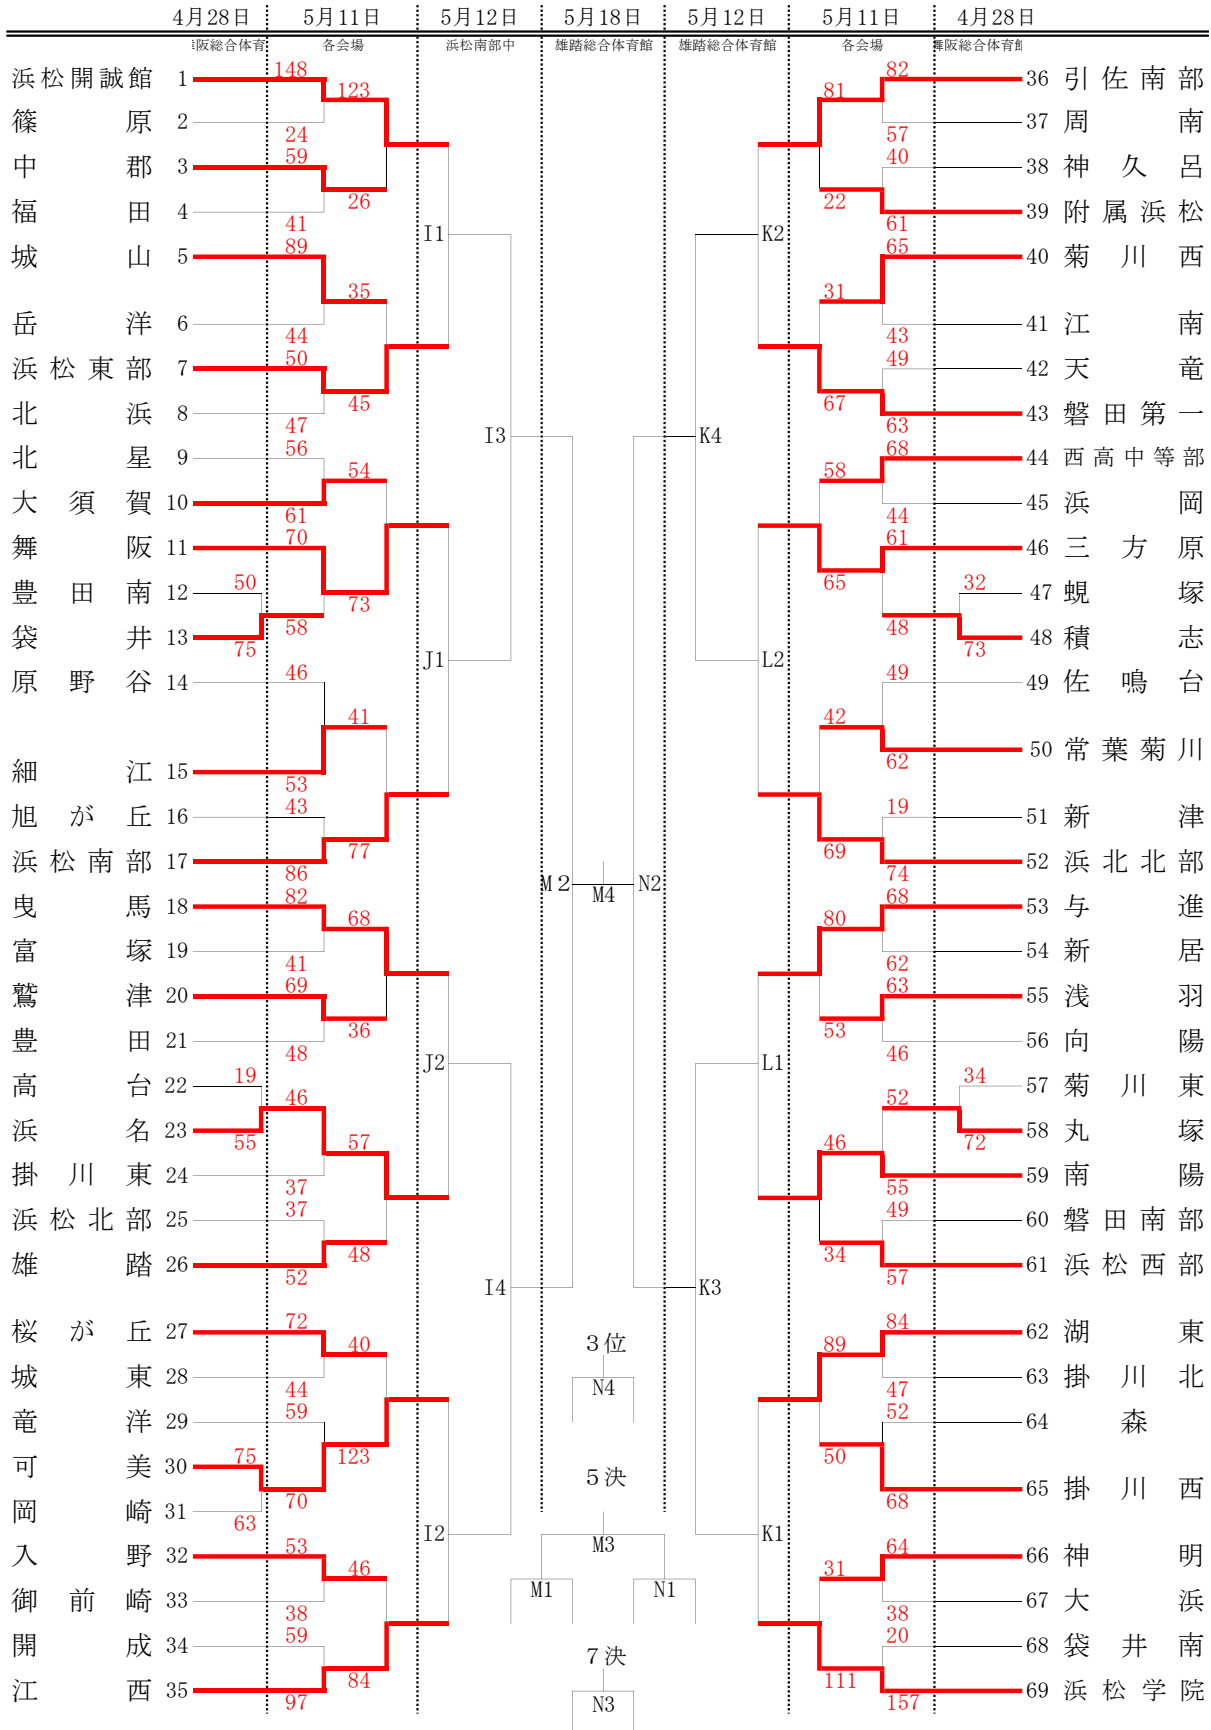 4月28日 5月11日 5月12日 5月18日 5月12日 5月11日 4月28日
阪総合体育 各会場 浜松南部中 雄踏総合体育館 雄踏総合体育館 各会場 舞阪総合体育館
浜松開誠館 1 148 123 81 82 36 引佐南部
篠原 2 24 57 37 周南
中郡 3 59 26 22 40 38 神久呂
福田 4 41 61 39 附属浜松
I1 K2
城山 5 89 35 31 65 40 菊川西
岳洋 6 44 43 41 江南
浜松東部 7 50 45 67 49 42 天竜
北浜 8 47 63 43 磐田第一
I3 K4
北星 9 56 54 58 68 44 西高中等部
大須賀 10 61 44 45 浜岡
舞阪 11 70 73 65 61 46 三方原
豊田南 12 50 58 48 32 47 蜆塚
袋井 13 75 73 48 積志
J1 L2
原野谷 14 46 41 42 49 49 佐鳴台
細江 15 53 62 50 常葉菊川
旭が丘 16 43 77 69 19 51 新津
浜松南部 17 86 74 52 浜北北部
M2 M4 N2
曳馬 18 82 68 80 68 53 与進
富塚 19 41 62 54 新居
鷲津 20 69 36 53 63 55 浅羽
豊田 21 48 46 56 向陽
J2 L1
高台 22 19 46 52 34 57 菊川東
浜名 23 55 57 46 72 58 丸塚
掛川東 24 37 55 59 南陽
浜松北部 25 37 48 34 49 60 磐田南部
雄踏 26 52 57 61 浜松西部
I4 K3
桜が丘 27 72 40 3位 89 84 62 湖東
城東 28 44 N4 47 63 掛川北
竜洋 29 59 123 50 52 64 森
可美 30 75 70 5決 68 65 掛川西
岡崎 31 63
I2 M3 K1
入野 32 53 46 31 64 66 神明
M1 N1
御前崎 33 38 38 67 大浜
開成 34 59 84 7決 111 20 68 袋井南
江西 35 97 N3 157 69 浜松学院